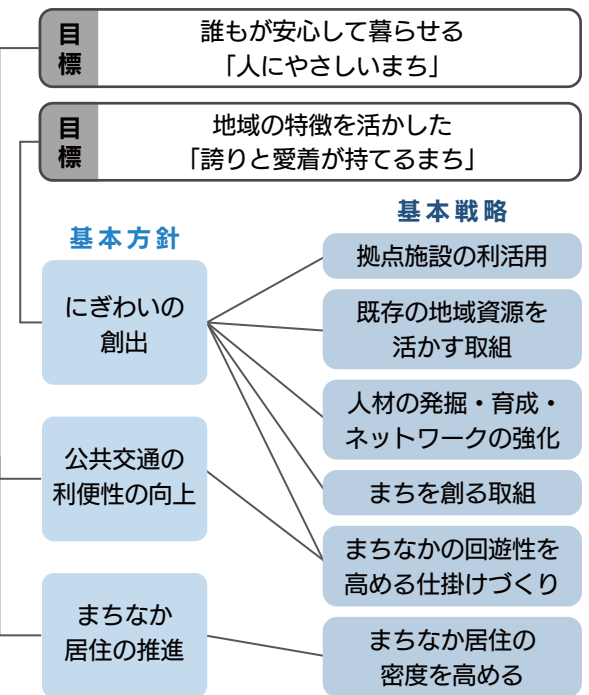 目標
誰もが安心して暮らせる
「人にやさしいまち」
目標
地域の特徴を活かした
「誇りと愛着が持てるまち」
基本方針
にぎわいの
創出
公共交通の
利便性の向上
まちなか
居住の推進
基本戦略
拠点施設の利活用
既存の地域資源を
活かす取組
人材の発掘・育成・
ネットワークの強化
まちを創る取組
まちなかの回遊性を
高める仕掛けづくり
まちなか居住の
密度を高める